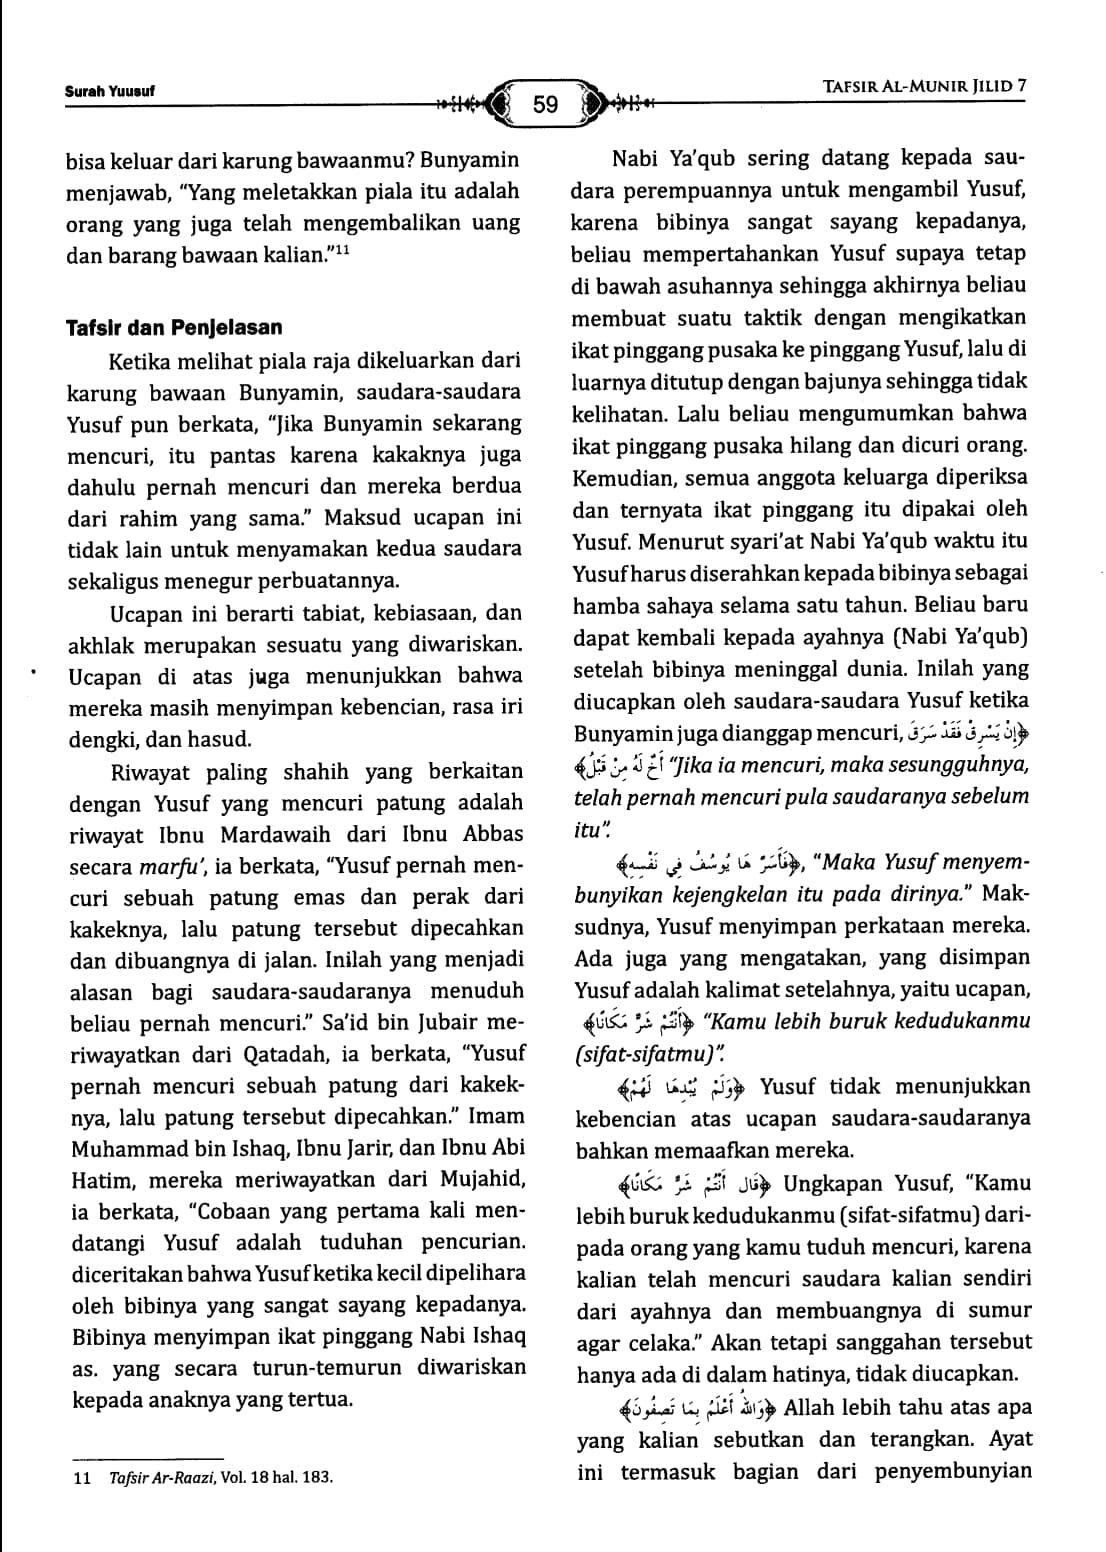 Surah Yuusuf
59
TAFSIR AL-MUNIR JILID 7
bisa keluar dari karung bawaanmu? Bunyamin
menjawab, “Yang meletakkan piala itu adalah
orang yang juga telah mengembalikan uang
dan barang bawaan kalian.”11
Tafsir dan Penjelasan
Ketika melihat piala raja dikeluarkan dari
karung bawaan Bunyamin, saudara-saudara
Yusuf pun berkata, “Jika Bunyamin sekarang
mencuri, itu pantas karena kakaknya juga
dahulu pernah mencuri dan mereka berdua
dari rahim yang sama.” Maksud ucapan ini
tidak lain untuk menyamakan kedua saudara
sekaligus menegur perbuatannya.
Ucapan ini berarti tabiat, kebiasaan, dan
akhlak merupakan sesuatu yang diwariskan.
Ucapan di atas juga menunjukkan bahwa
mereka masih menyimpan kebencian, rasa iri
dengki, dan hasud.
Riwayat paling shahih yang berkaitan
dengan Yusuf yang mencuri patung adalah
riwayat Ibnu Mardawaih dari Ibnu Abbas
secara marfu’, ia berkata, “Yusuf pernah men-
curi sebuah patung emas dan perak dari
kakeknya, lalu patung tersebut dipecahkan
dan dibuangnya di jalan. Inilah yang menjadi
alasan bagi saudara-saudaranya menuduh
beliau pernah mencuri.” Sa’id bin Jubair me-
riwayatkan dari Qatadah, ia berkata, “Yusuf
pernah mencuri sebuah patung dari kakek-
nya, lalu patung tersebut dipecahkan.” Imam
Muhammad bin Ishaq, Ibnu Jarir, dan Ibnu Abi
Hatim, mereka meriwayatkan dari Mujahid,
ia berkata, “Cobaan yang pertama kali men-
datangi Yusuf adalah tuduhan pencurian.
diceritakan bahwa Yusuf ketika kecil dipelihara
oleh bibinya yang sangat sayang kepadanya.
Bibinya menyimpan ikat pinggang Nabi Ishaq
as. yang secara turun-temurun diwariskan
kepada anaknya yang tertua.
11 Tafsir Ar-Raazi, Vol. 18 hal. 183.
Nabi Ya’qub sering datang kepada sau-
dara perempuannya untuk mengambil Yusuf,
karena bibinya sangat sayang kepadanya,
beliau mempertahankan Yusuf supaya tetap
di bawah asuhannya sehingga akhirnya beliau
membuat suatu taktik dengan mengikatkan
ikat pinggang pusaka ke pinggang Yusuf, lalu di
luarnya ditutup dengan bajunya sehingga tidak
kelihatan. Lalu beliau mengumumkan bahwa
ikat pinggang pusaka hilang dan dicuri orang.
Kemudian, semua anggota keluarga diperiksa
dan ternyata ikat pinggang itu dipakai oleh
Yusuf. Menurut syari’at Nabi Ya’qub waktu itu
Yusuf harus diserahkan kepada bibinya sebagai
hamba sahaya selama satu tahun. Beliau baru
dapat kembali kepada ayahnya (Nabi Ya’qub)
setelah bibinya meninggal dunia. Inilah yang
diucapkan oleh saudara-saudara Yusuf ketika
Bunyamin juga dianggap mencuri, ﴿إِنْ يَسْرِقْ فَقَدْ سَرَقَ
أَخٌ لَهُ مِنْ قَبْلُ﴾ “Jika ia mencuri, maka sesungguhnya,
telah pernah mencuri pula saudaranya sebelum
itu”.
﴿فَأَسَرَّ هَا يُوسُفُ فِي نَفْسِهِ﴾, “Maka Yusuf menyem-
bunyikan kejengkelan itu pada dirinya.” Mak-
sudnya, Yusuf menyimpan perkataan mereka.
Ada juga yang mengatakan, yang disimpan
Yusuf adalah kalimat setelahnya, yaitu ucapan,
﴿أَنْتُمْ شَرٌّ مَكَانًا﴾ “Kamu lebih buruk kedudukanmu
(sifat-sifatmu)”.
﴿وَلَمْ يُبْدِهَا لَهُمْ﴾ Yusuf tidak menunjukkan
kebencian atas ucapan saudara-saudaranya
bahkan memaafkan mereka.
﴿قَالَ أَنْتُمْ شَرٌّ مَكَانًا﴾ Ungkapan Yusuf, “Kamu
lebih buruk kedudukanmu (sifat-sifatmu) dari-
pada orang yang kamu tuduh mencuri, karena
kalian telah mencuri saudara kalian sendiri
dari ayahnya dan membuangnya di sumur
agar celaka.” Akan tetapi sanggahan tersebut
hanya ada di dalam hatinya, tidak diucapkan.
﴿وَاللهُ أَعْلَمُ بِمَا تَصِفُونَ﴾ Allah lebih tahu atas apa
yang kalian sebutkan dan terangkan. Ayat
ini termasuk bagian dari penyembunyian